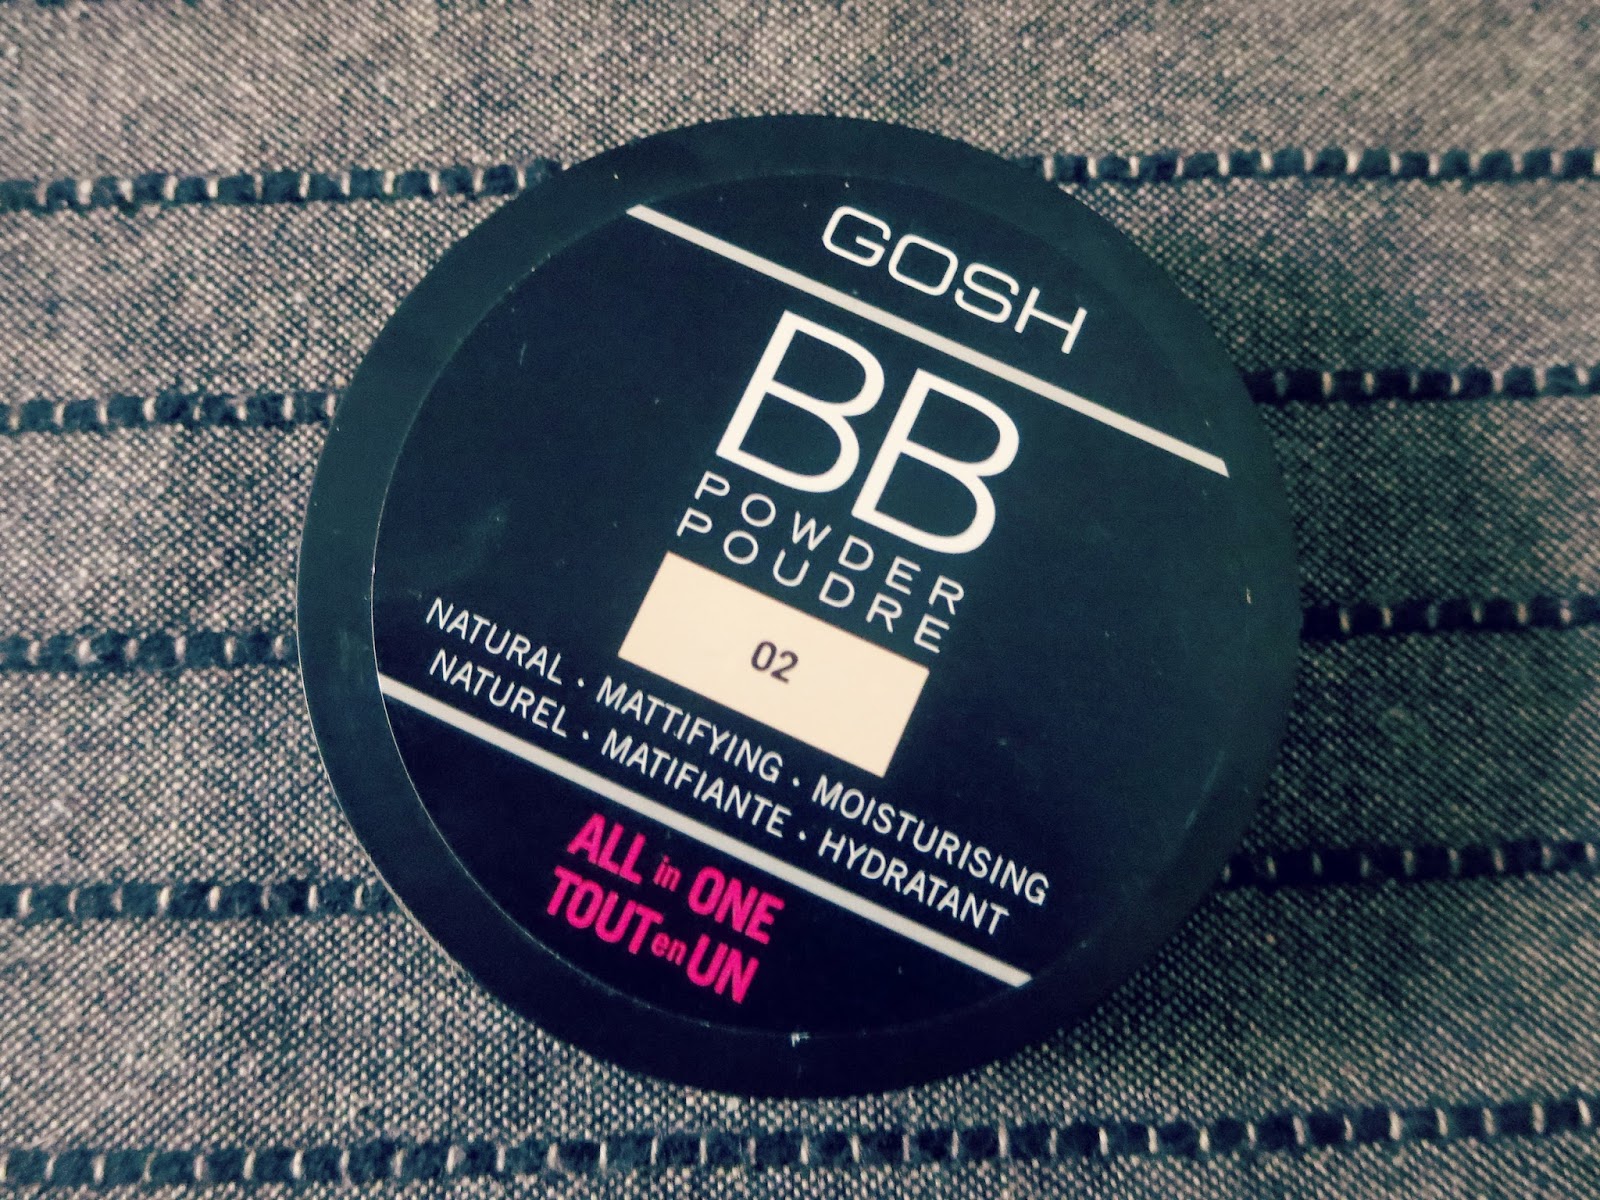 GOSH
BB
POWDER
POUDRE
02
NATURAL · MATTIFYING · MOISTURISING
NATUREL · MATIFIANTE · HYDRATANT
ALL in ONE
TOUT en UN